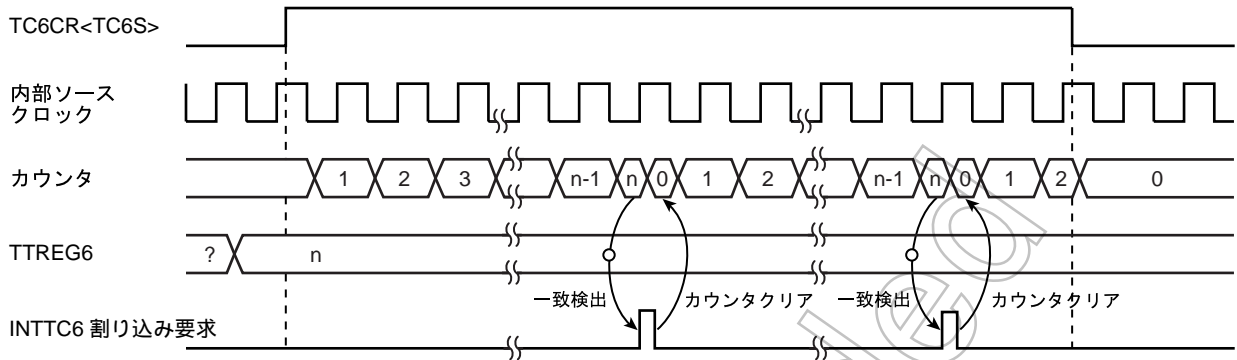 TC6CR<TC6S>
内部ソース
クロック
カウンタ
1 2 3 n-1 n 0 1 2 n-1 n 0 1 2 0
TTREG6
? n
一致検出 カウンタクリア 一致検出 カウンタクリア
INTTC6 割り込み要求